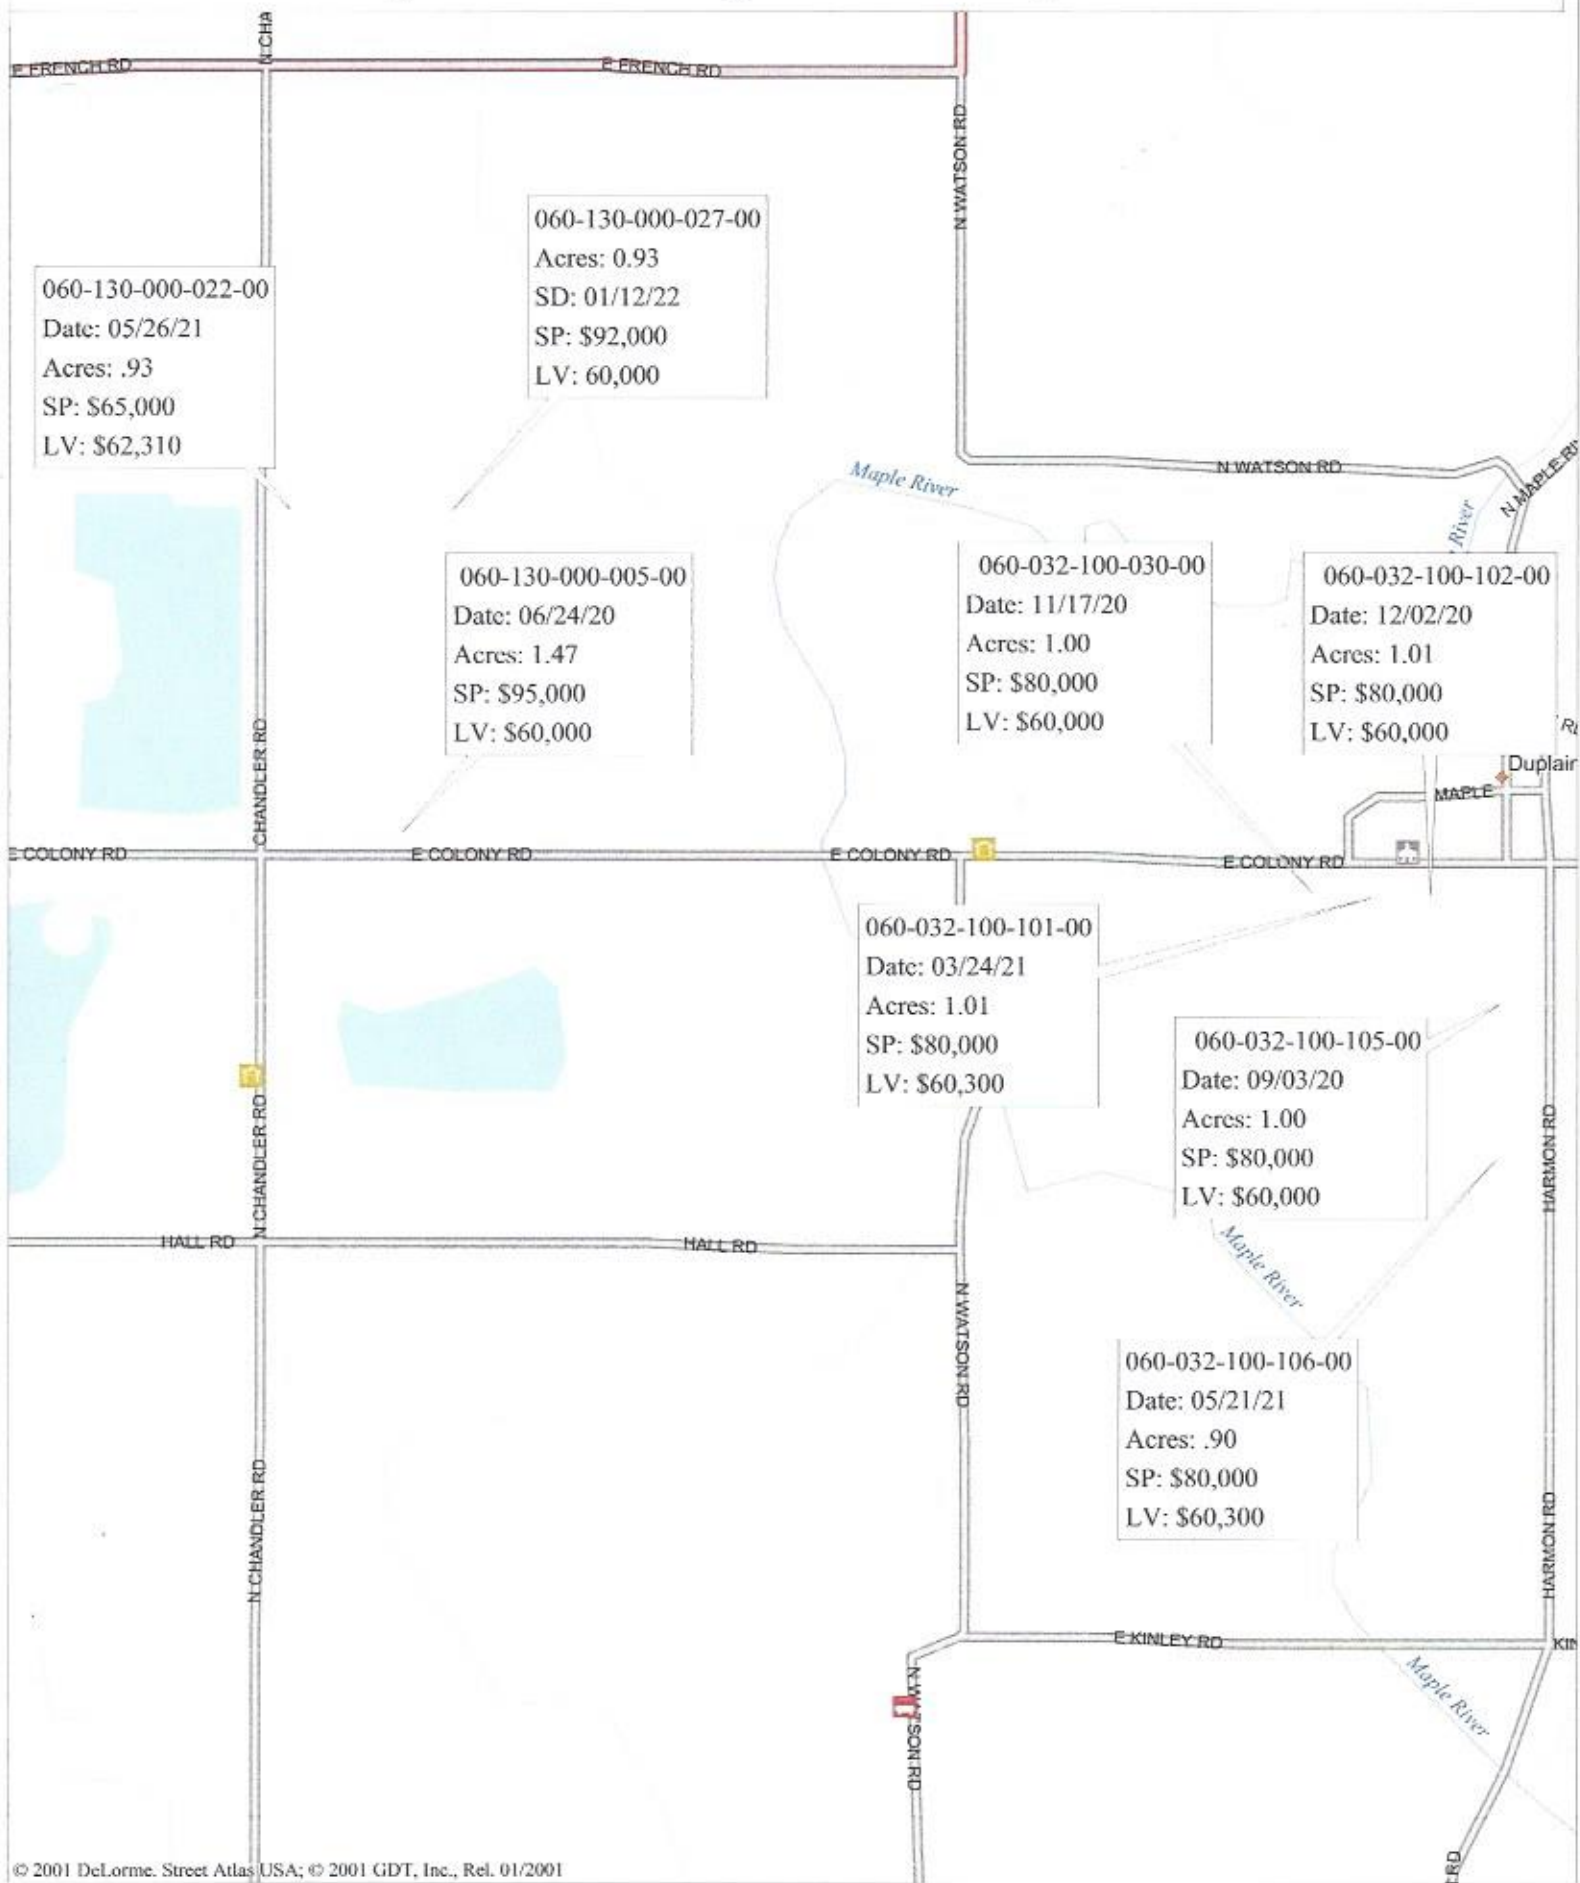 N CHA
E FRENCH RD
E FRENCH RD
N WATSON RD
060-130-000-027-00
Acres: 0.93
SD: 01/12/22
SP: $92,000
LV: 60,000
060-130-000-022-00
Date: 05/26/21
Acres: .93
SP: $65,000
LV: $62,310
Maple River
N WATSON RD
N MAPLE RI
River
060-130-000-005-00
Date: 06/24/20
Acres: 1.47
SP: $95,000
LV: $60,000
060-032-100-030-00
Date: 11/17/20
Acres: 1.00
SP: $80,000
LV: $60,000
060-032-100-102-00
Date: 12/02/20
Acres: 1.01
SP: $80,000
LV: $60,000
CHANDLER RD
Duplair
MAPLE
E COLONY RD
E COLONY RD
E COLONY RD
E COLONY RD
060-032-100-101-00
Date: 03/24/21
Acres: 1.01
SP: $80,000
LV: $60,300
060-032-100-105-00
Date: 09/03/20
Acres: 1.00
SP: $80,000
LV: $60,000
N CHANDLER RD
HARMON RD
HALL RD
HALL RD
Maple River
N WATSON RD
060-032-100-106-00
Date: 05/21/21
Acres: .90
SP: $80,000
LV: $60,300
N CHANDLER RD
HARMON RD
E KINLEY RD
KIN
Maple River
N WATSON RD
RD
© 2001 DeLorme. Street Atlas USA; © 2001 GDT, Inc., Rel. 01/2001